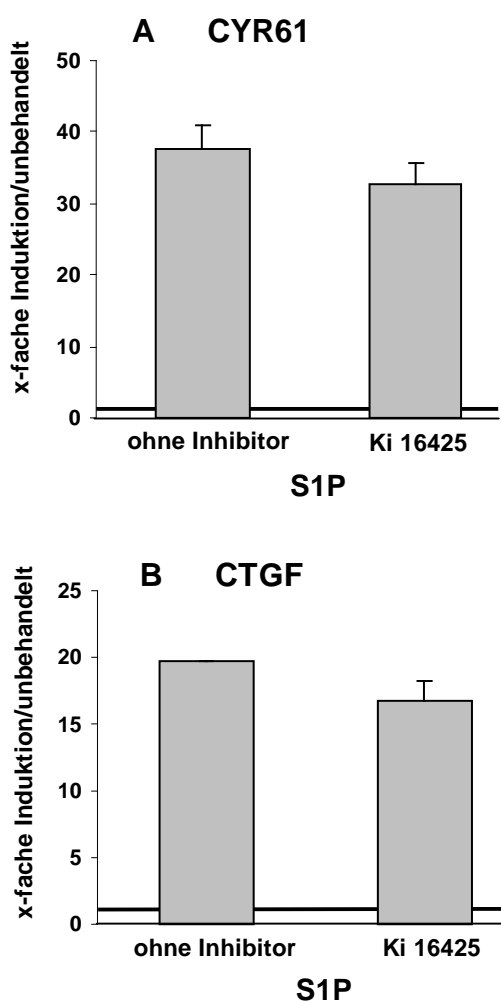 A CYR61
x-fache Induktion/unbehandelt
50
40
30
20
10
0
ohne Inhibitor Ki 16425
S1P
B CTGF
x-fache Induktion/unbehandelt
25
20
15
10
5
0
ohne Inhibitor Ki 16425
S1P